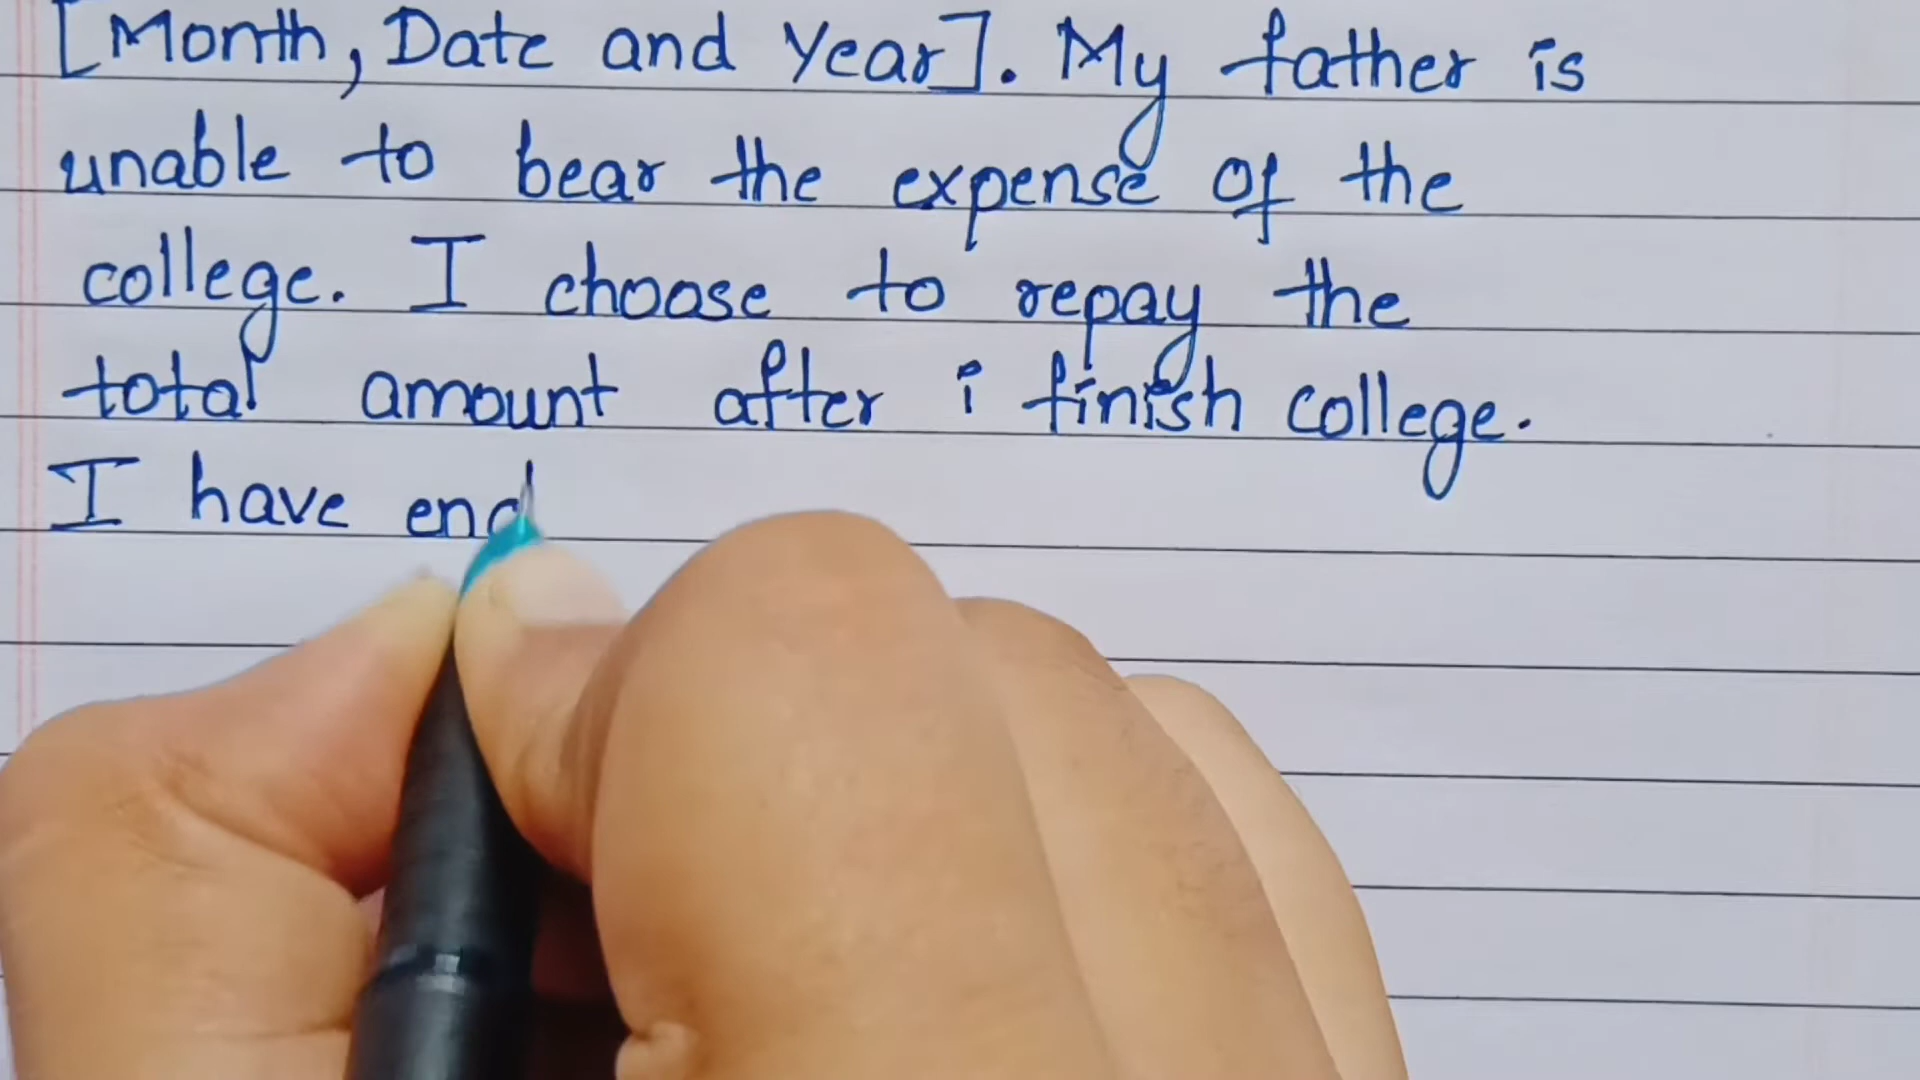 [Month, Date and Year]. My father is
unable to bear the expense of the
college. I choose to repay the
total amount after i finish college.
I have end